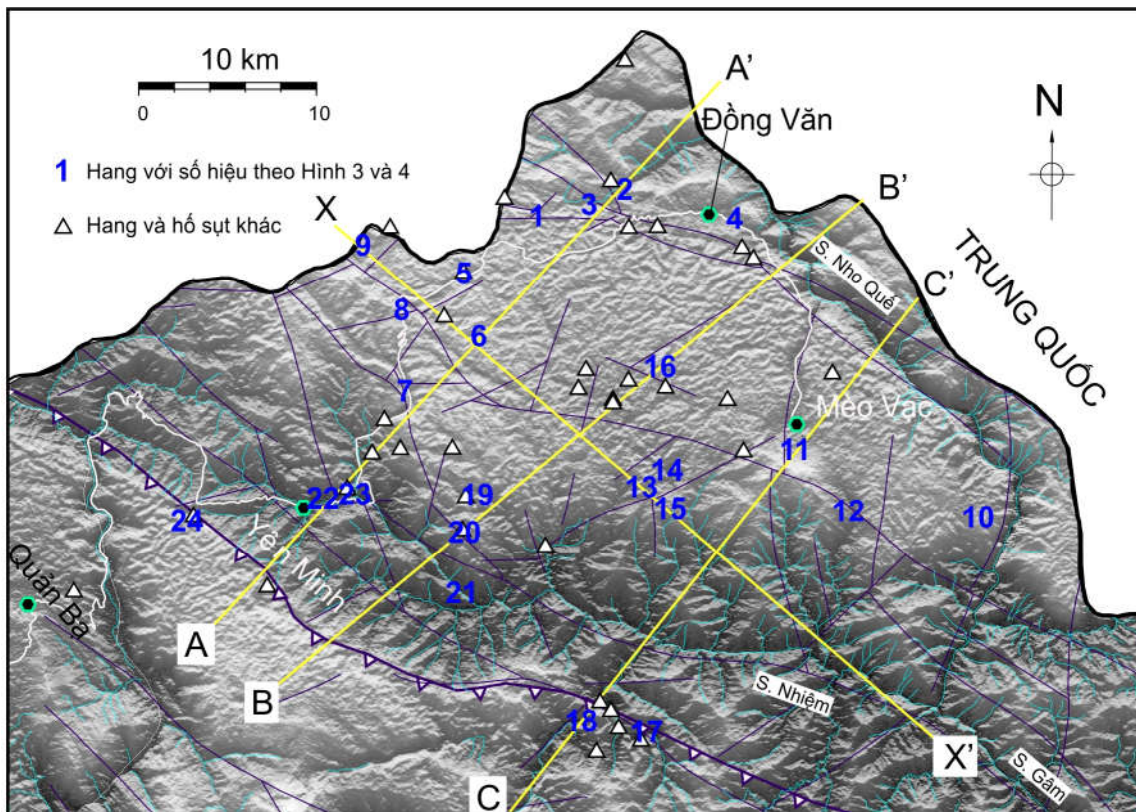 10 km
0
10
1 Hang với số hiệu theo Hình 3 và 4
Hang và hố sụt khác
A'
Đồng Văn
N
X
2
3
1
4
B'
9
5
S. Nho Quế
TRUNG QUỐC
C'
8
6
16
7
Mèo Vạc
11
14
13
15
12
10
19
22
23
20
24
Yên Minh
21
Quản Bạ
A
B
S. Nhiệm
18
17
X'
S. Gâm
C